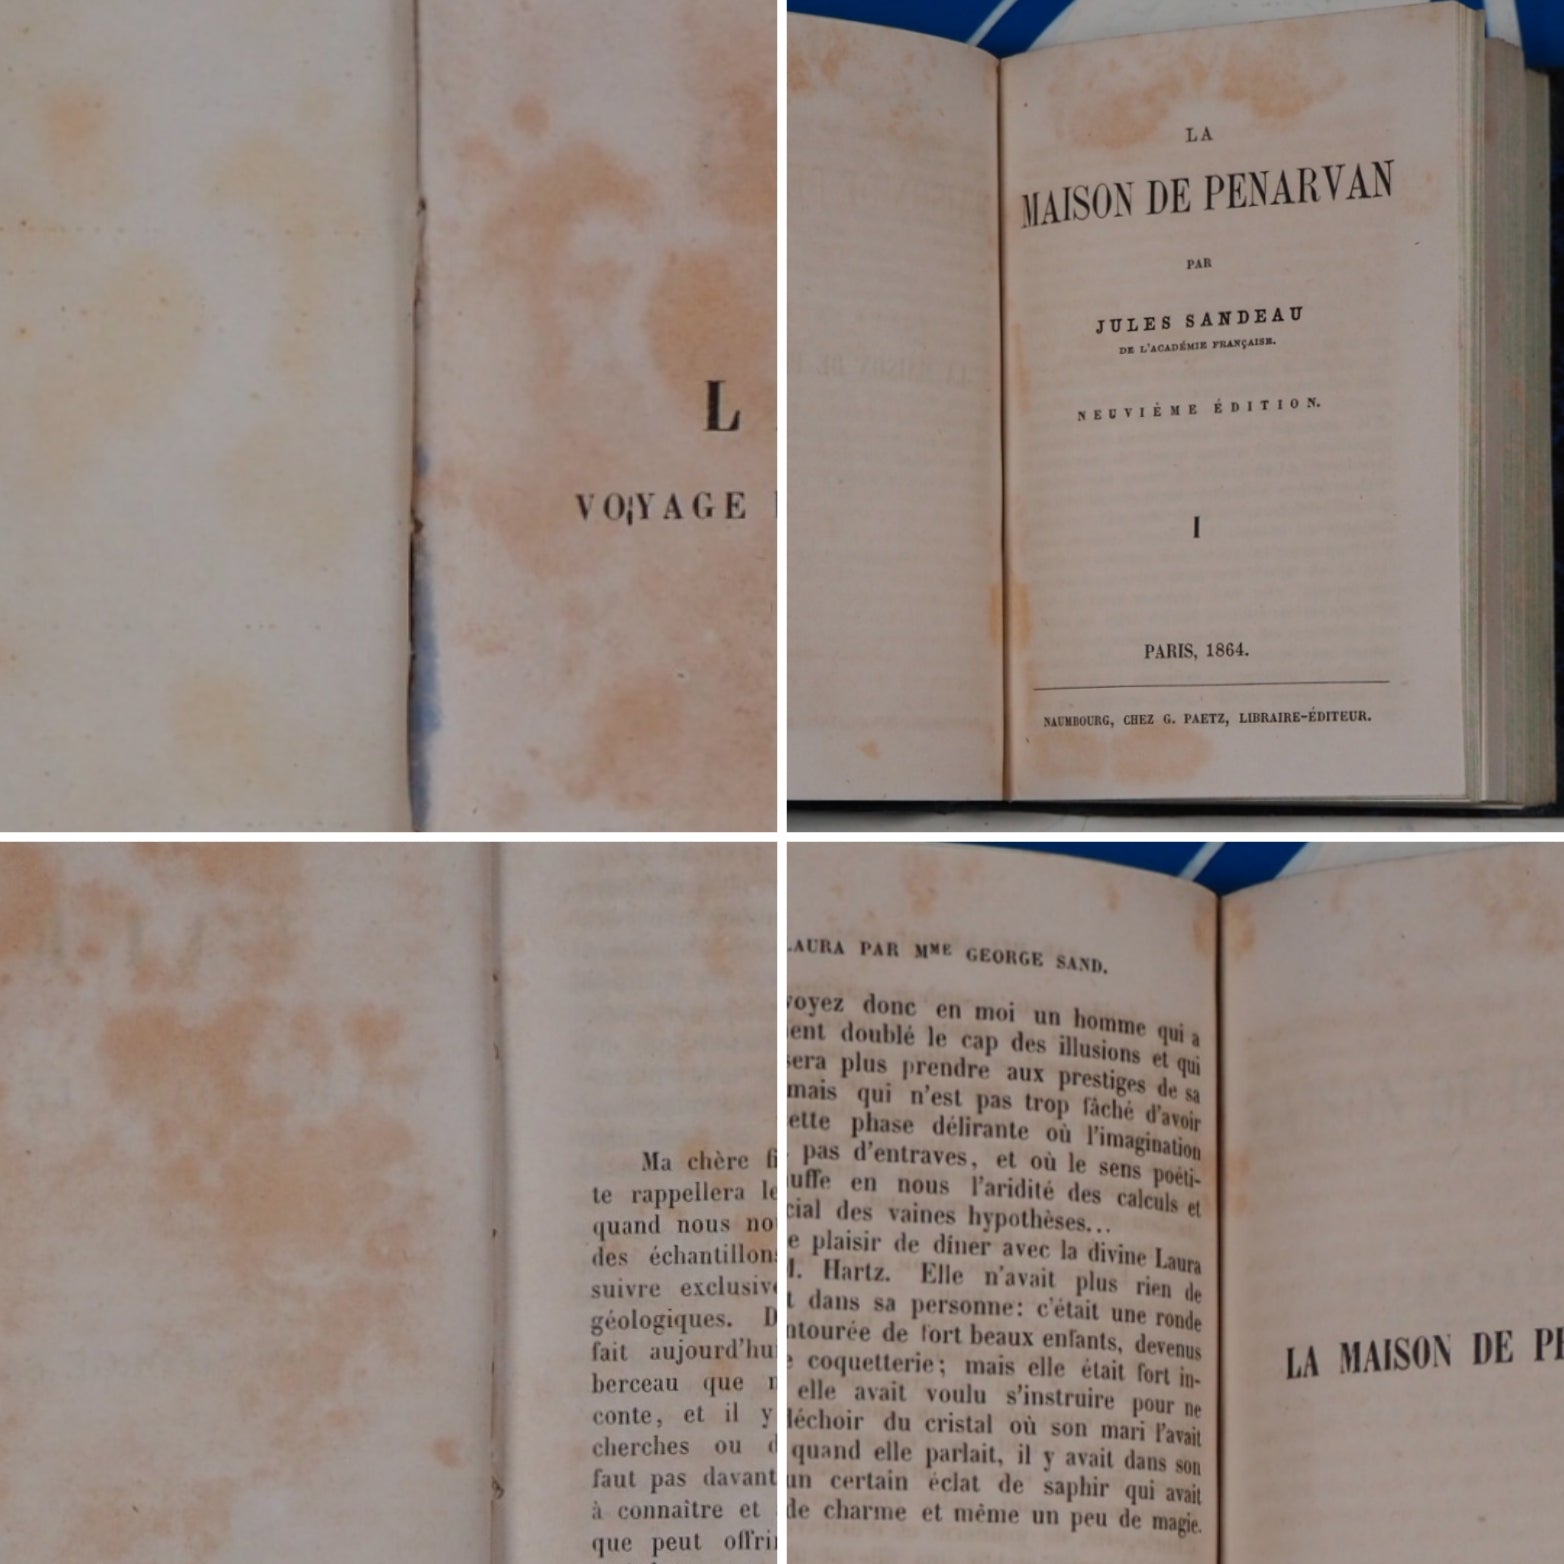 L
VOYAGE
LA
MAISON DE PENARVAN
PAR
JULES SANDEAU
DE L'ACADÉMIE FRANÇAISE.
NEUVIÈME ÉDITION.
I
PARIS, 1864.
NAUMBOURG, CHEZ G. PAETZ, LIBRAIRE-ÉDITEUR.
Ma chère
te rappellera le
quand nous
des échantillons
suivre
géologiques.
fait aujourd'hu
berceau que
conte, et il y
cherches ou
faut pas davant
à connaître et
que peut offri
LAURA PAR MME GEORGE SAND.
voyez donc en moi un homme qui a
ent doublé le cap des illusions et qui
sera plus prendre aux prestiges de sa
mais qui n'est pas trop fâché d'avoir
ette phase délirante où l'imagination
pas d'entraves, et où le sens poéti-
uffe en nous l'aridité des calculs et
cial des vaines hypothèses...
e plaisir de dîner avec la divine Laura
M. Hartz. Elle n'avait plus rien de
t dans sa personne: c'était une ronde
ntourée de fort beaux enfants, devenus
coquetterie; mais elle était fort in-
elle avait voulu s'instruire pour ne
déchoir du cristal où son mari l'avait
quand elle parlait, il y avait dans son
un certain éclat de saphir qui avait
de charme et même un peu de magie.
LA MAISON DE